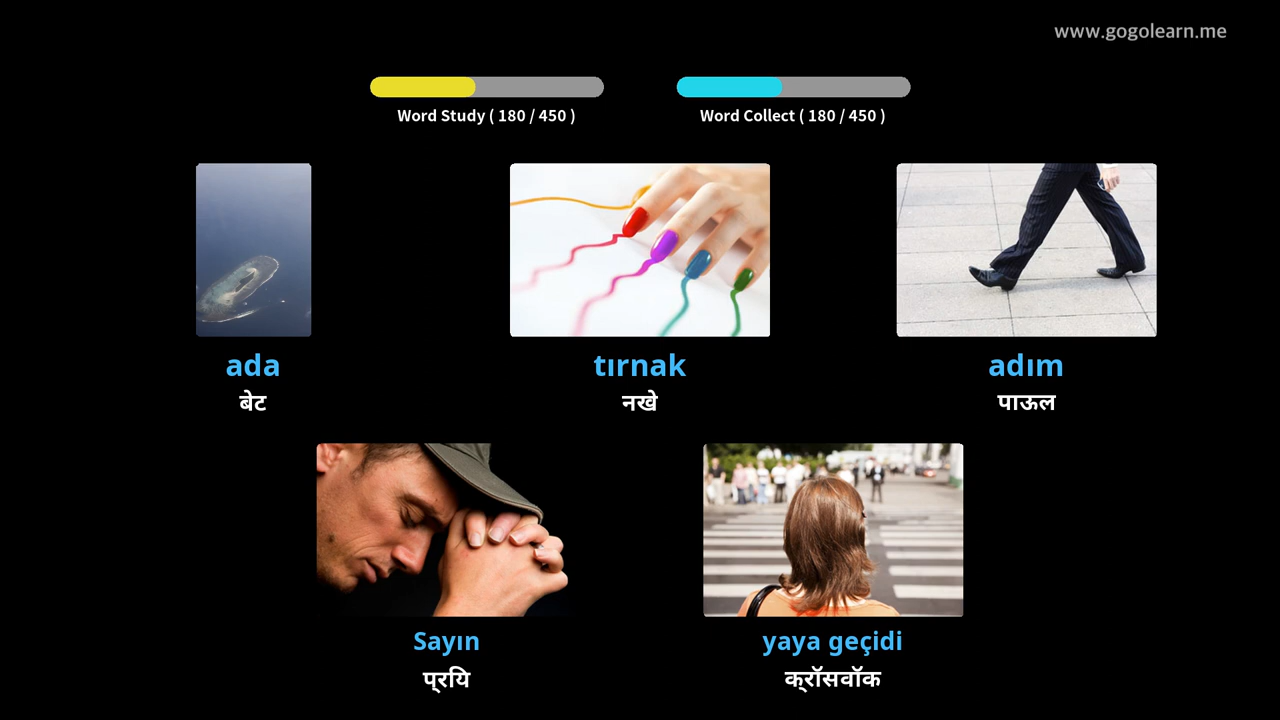 www.gogolearn.me
Word Study ( 180 / 450 )
Word Collect ( 180 / 450 )
ada
tırnak
adım
बेट
नखे
पाऊल
Sayın
yaya geçidi
प्रिय
क्रॉसवॉक